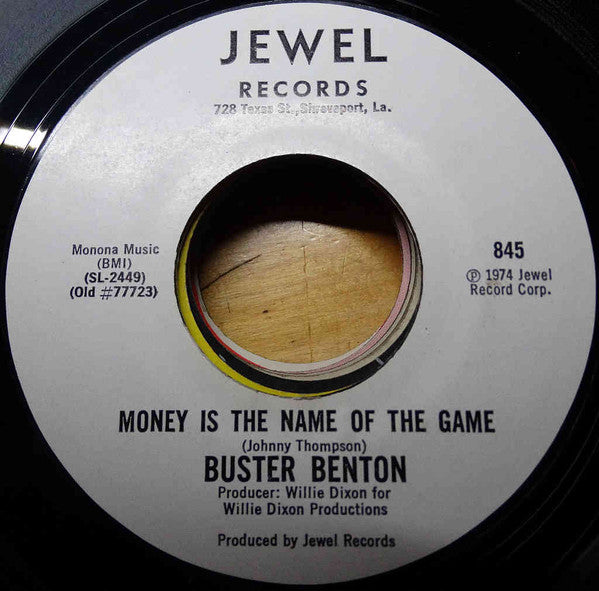 JEWEL
RECORDS
728 Texas St., Shreveport, La.
Monona Music
(BMI)
(SL-2449)
(Old #77723)
845
℗ 1974 Jewel
Record Corp.
MONEY IS THE NAME OF THE GAME
(Johnny Thompson)
BUSTER BENTON
Producer: Willie Dixon for
Willie Dixon Productions
Produced by Jewel Records